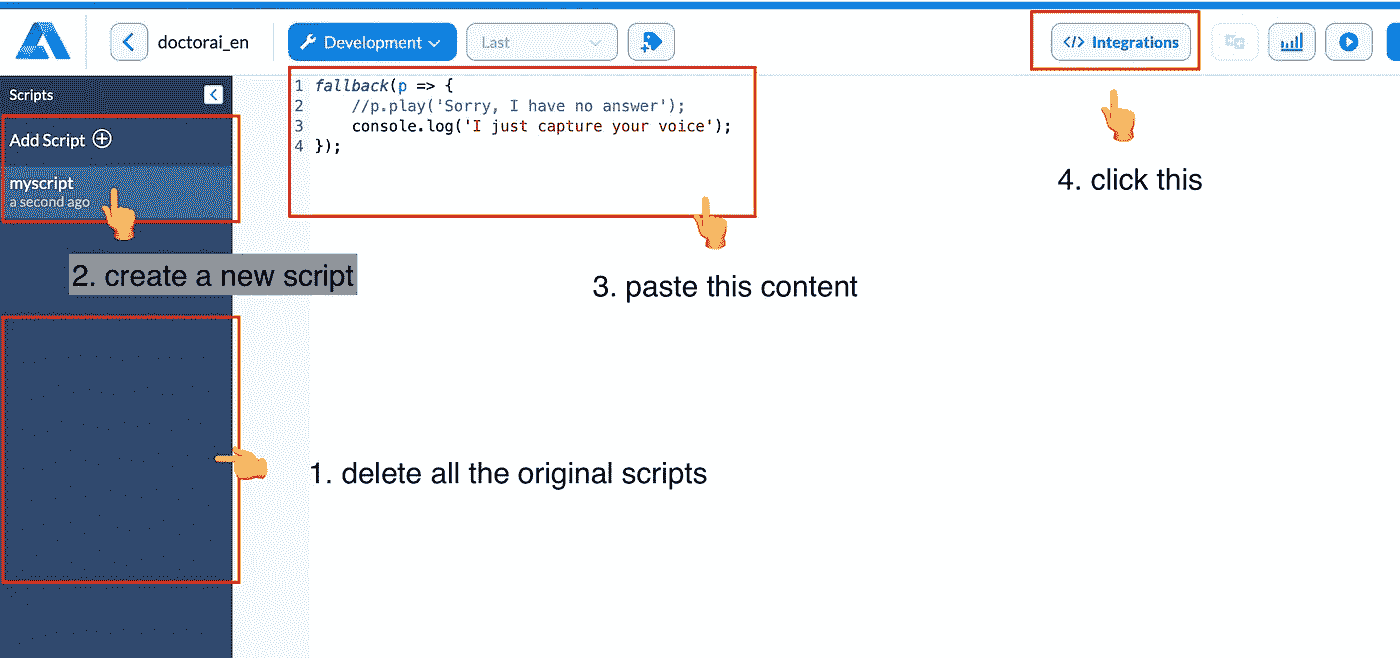 doctorai_en
Development
Last
</> Integrations
Scripts
Add Script
myscript
a second ago
1 fallback(p => {
2 //p.play('Sorry, I have no answer');
3 console.log('I just capture your voice');
4 });
4. click this
2. create a new script
3. paste this content
1. delete all the original scripts